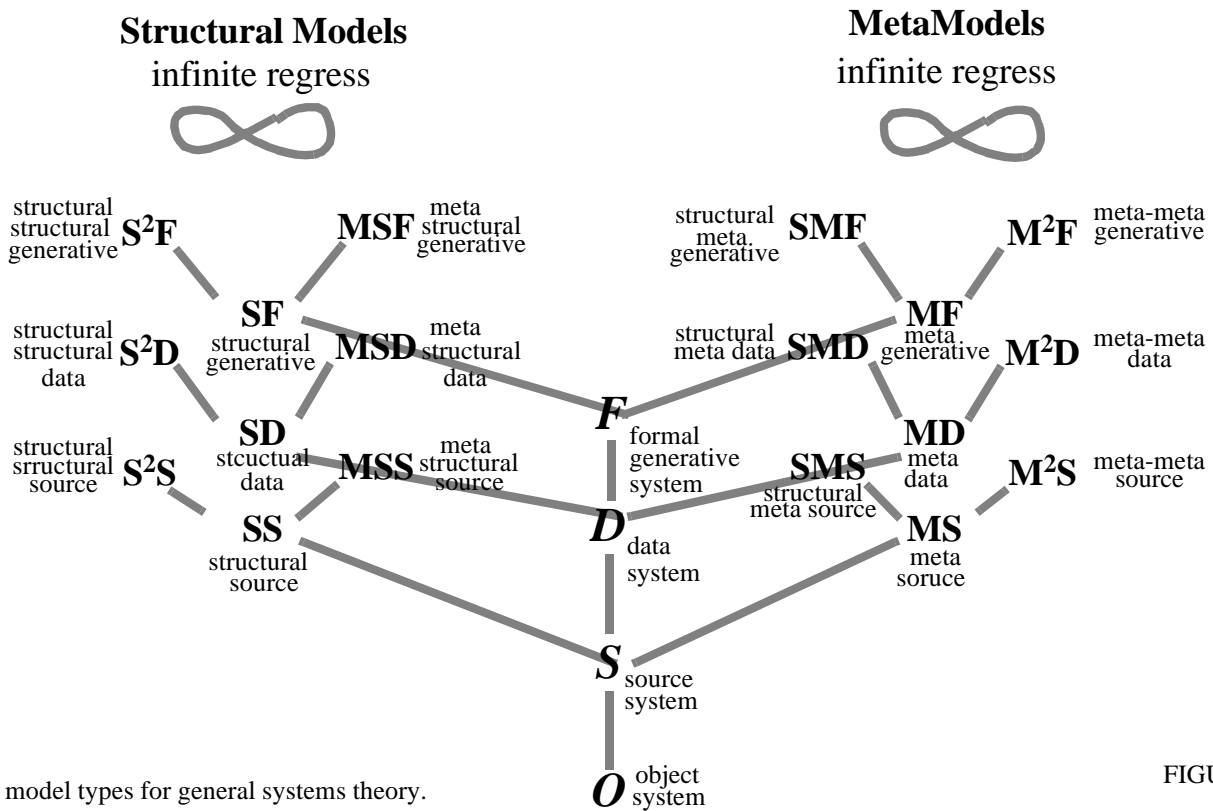 Structural Models
infinite regress
MetaModels
infinite regress
structural
structural
generative
S²F
MSF
meta
structural
generative
structural
meta.
generative
SMF
M²F
meta-meta
generative
SF
structural
generative
MF
meta
generative
structural
structural
data
S²D
MSD
meta
structural
data
structural
meta data
SMD
M²D
meta-meta
data
F
formal
generative
system
SD
stcuctual
data
MD
meta
data
structural
srructural
source
S²S
MSS
meta
structural
source
SMS
structural
meta source
M²S
meta-meta
source
SS
structural
source
D
data
system
MS
meta
soruce
S
source
system
O
object
system
model types for general systems theory.
FIGU